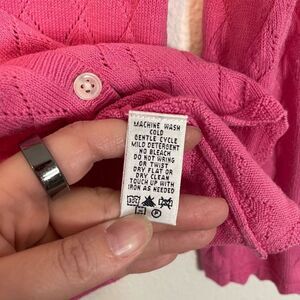 MACHINE WASH
COLD
GENTLE CYCLE
MILD DETERGENT
NO BLEACH
DO NOT WRING
OR TWIST
DRY FLAT OR
DRY CLEAN
TOUCH UP WITH
IRON AS NEEDED